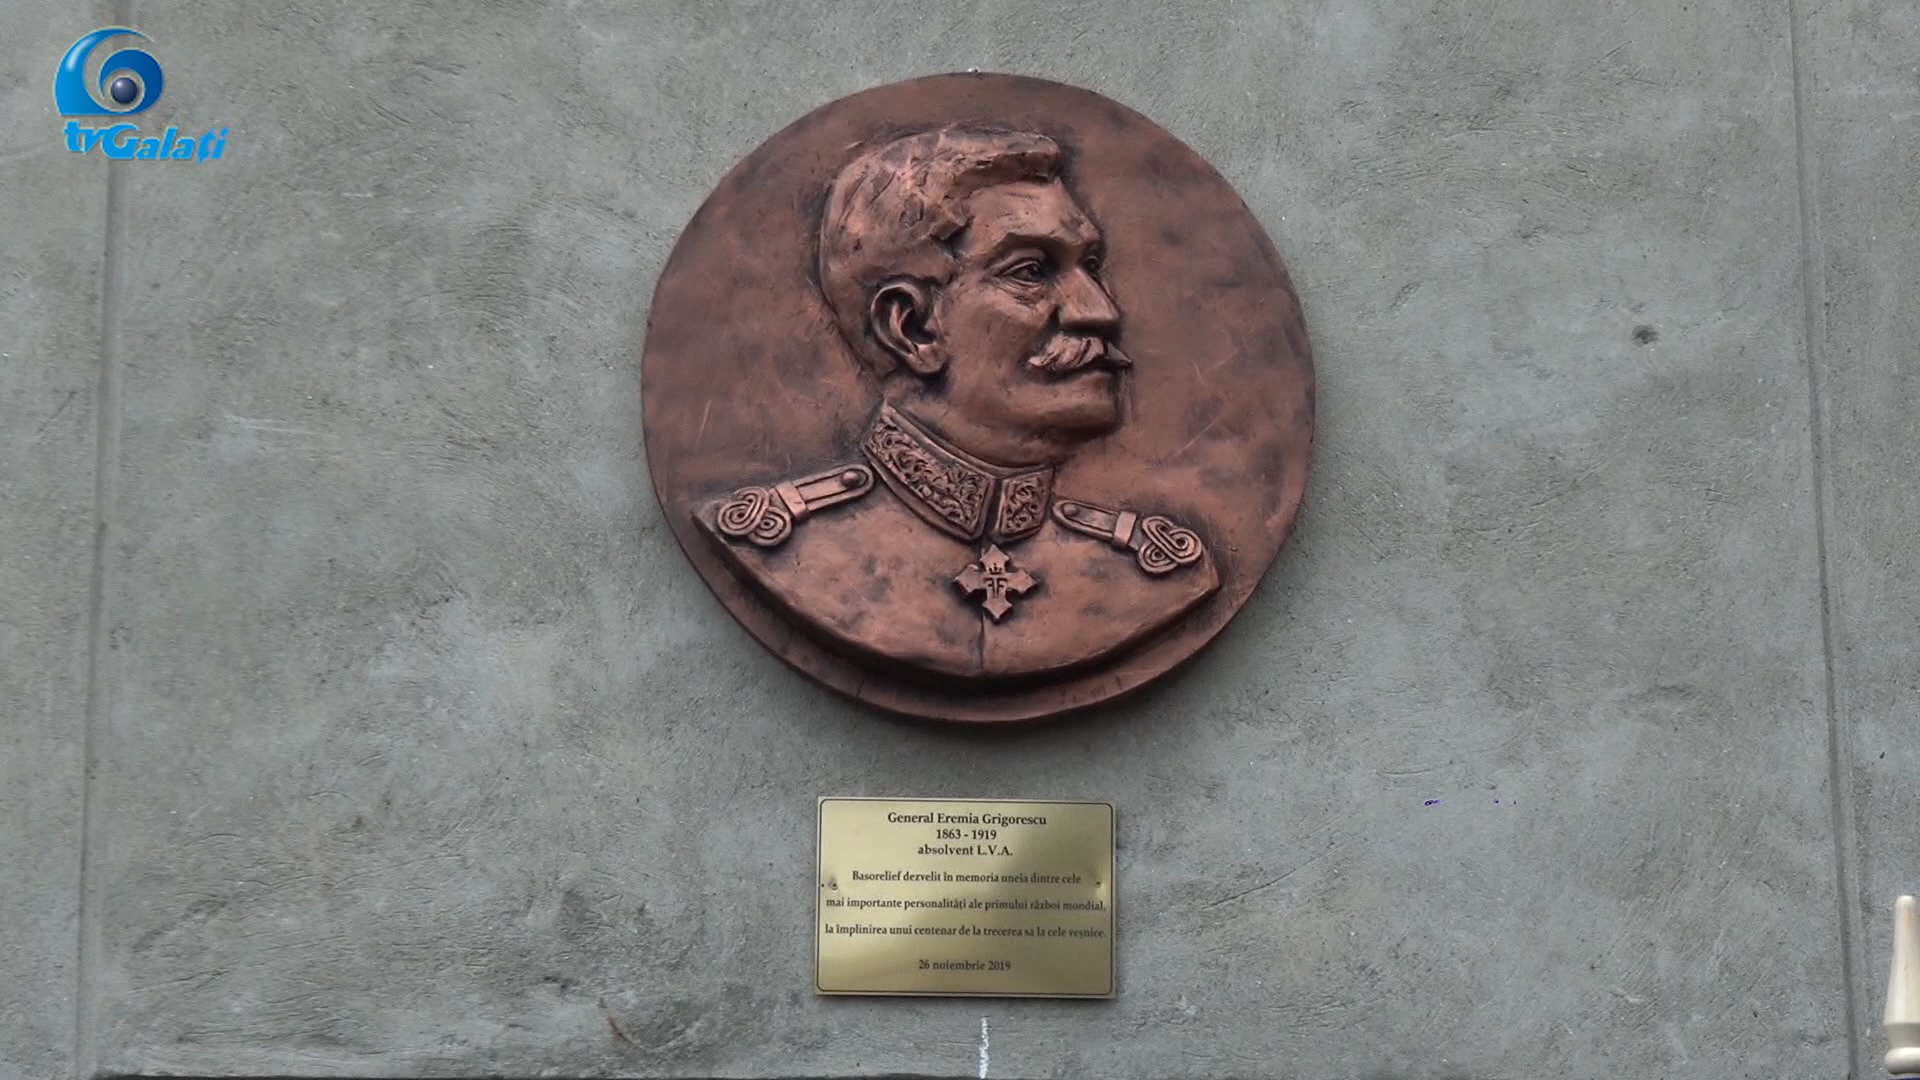 tvGalați
General Eremia Grigorescu
1863 - 1919
absolvent L.V.A.
Basorelief dezvelit în memoria uneia dintre cele
mai importante personalități ale primului război mondial,
la împlinirea unui centenar de la trecerea sa la cele veșnice.
26 noiembrie 2019